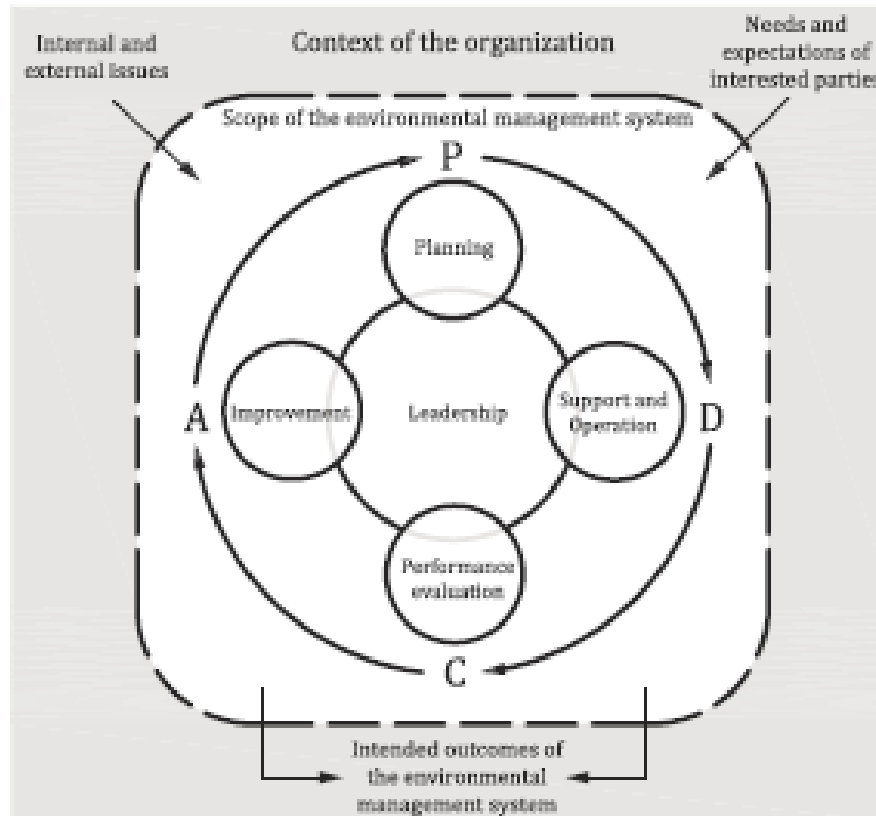 Internal and
external issues
Context of the organization
Needs and
expectations of
interested parties
Scope of the environmental management system
P
Planning
A
Improvement
Leadership
Support and
Operation
D
Performance
evaluation
C
Intended outcomes of
the environmental
management system